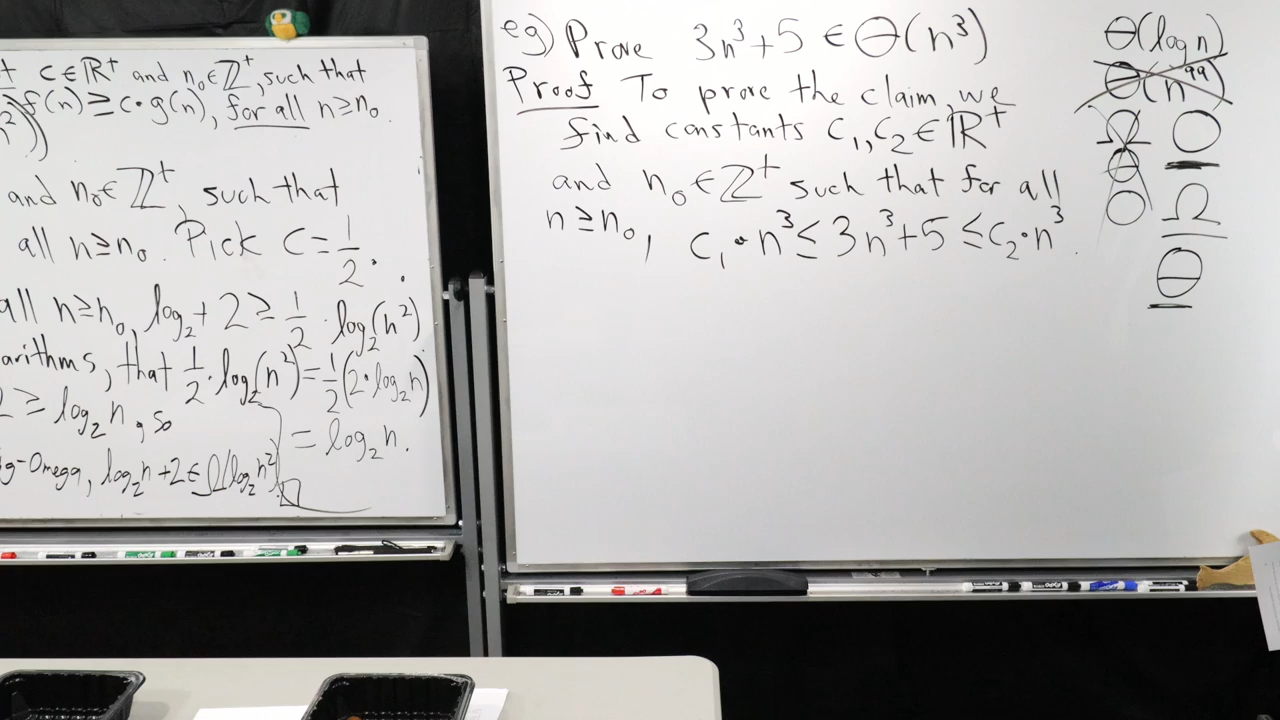 c∈ℝ⁺ and n₀∈ℤ⁺, such that
f(n) ≥ c·g(n), for all n≥n₀.
n²))
and n₀∈ℤ⁺, such that
all n≥n₀. Pick C = 1/2.
all n≥n₀, log₂+2 ≥ 1/2 · log₂(n²)
arithms, that 1/2·log₂(n²) = 1/2(2·log₂n)
2 ≥ log₂n, so
= log₂n.
g-Omega, log₂n+2 ∈ Ω(log₂n²) □
eg) Prove 3n³+5 ∈ Θ(n³)
Proof To prove the claim, we
find constants C₁, C₂ ∈ ℝ⁺
and n₀ ∈ ℤ⁺ such that for all
n≥n₀, C₁·n³ ≤ 3n³+5 ≤ C₂·n³.
Θ(log n)
Θ(n⁹⁹)
Ω O
Θ
O Ω
Θ